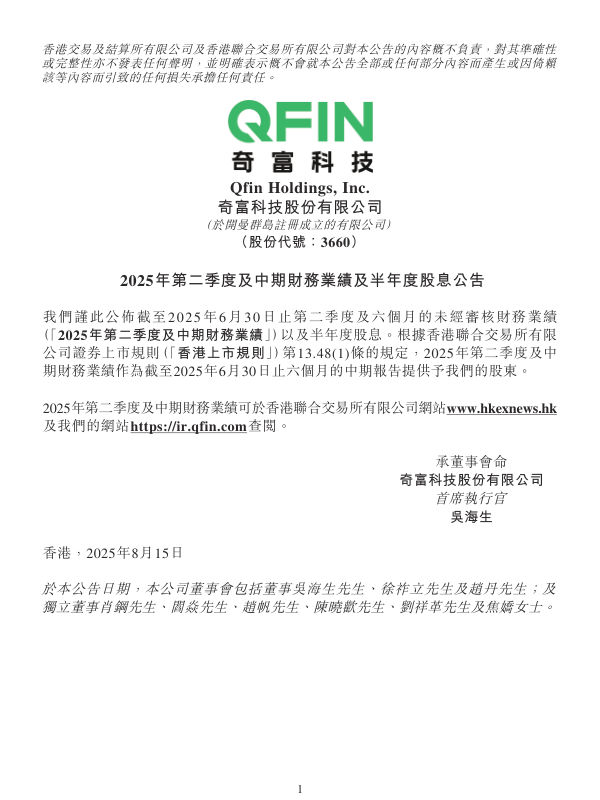 香港交易及結算所有限公司及香港聯合交易所有限公司對本公告的內容概不負責，對其準確性
或完整性亦不發表任何聲明，並明確表示概不會就本公告全部或任何部分內容而產生或因倚賴
該等內容而引致的任何損失承擔任何責任。
QFIN
奇富科技
Qfin Holdings, Inc.
奇富科技股份有限公司
（於開曼群島註冊成立的有限公司）
（股份代號：3660）
2025年第二季度及中期財務業績及半年度股息公告
我們謹此公佈截至2025年6月30日止第二季度及六個月的未經審核財務業績
(「2025年第二季度及中期財務業績」) 以及半年度股息。根據香港聯合交易所有限
公司證券上市規則 (「香港上市規則」) 第13.48(1)條的規定，2025年第二季度及中
期財務業績作為截至2025年6月30日止六個月的中期報告提供予我們的股東。
2025年第二季度及中期財務業績可於香港聯合交易所有限公司網站www.hkexnews.hk
及我們的網站https://ir.qfin.com查閱。
承董事會命
奇富科技股份有限公司
首席執行官
吳海生
香港，2025年8月15日
於本公告日期，本公司董事會包括董事吳海生先生、徐祚立先生及趙丹先生；及
獨立董事肖鋼先生、閻焱先生、趙帆先生、陳曉歡先生、劉祥革先生及焦嬌女士。
1